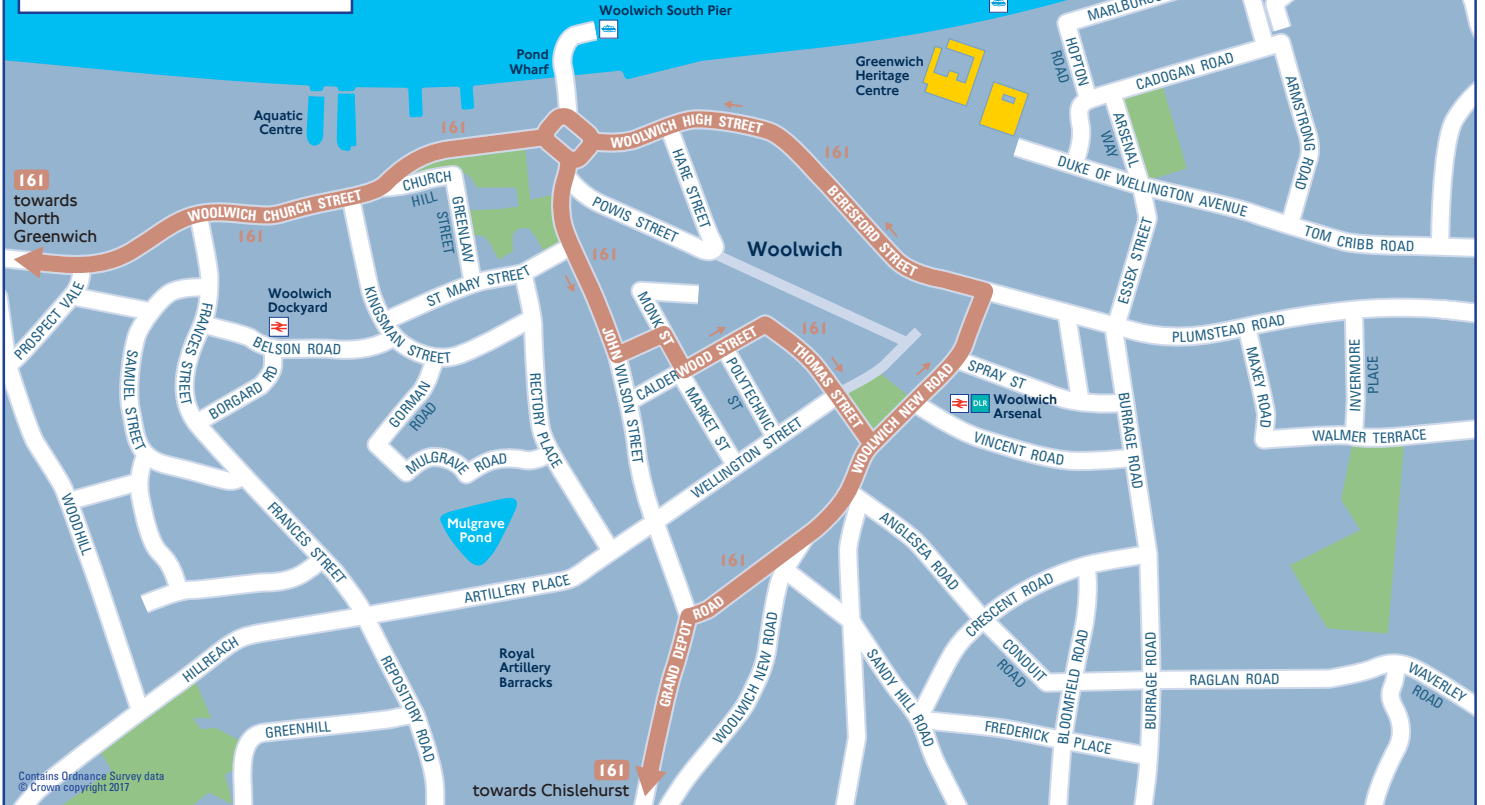 Woolwich South Pier
Pond
Wharf
Aquatic
Centre
Greenwich
Heritage
Centre
HOPTON
ROAD
CADOGAN ROAD
ARMSTRONG ROAD
ARSENAL
WAY
DUKE OF WELLINGTON AVENUE
TOM CRIBB ROAD
161
WOOLWICH HIGH STREET
161
161
towards
North
Greenwich
WOOLWICH CHURCH STREET
161
CHURCH
HILL
GREENLAW
STREET
HARE STREET
POWIS STREET
BERESFORD STREET
Woolwich
ESSEX STREET
161
ST MARY STREET
Woolwich
Dockyard
PROSPECT VALE
FRANCES STREET
BELSON ROAD
KINGSMAN STREET
SAMUEL STREET
BORGARD RD
GORMAN
ROAD
MULGRAVE ROAD
RECTORY PLACE
JOHN WILSON STREET
MONK ST
CALDERWOOD STREET
161
THOMAS STREET
POLYTECHNIC
ST
MARKET ST
WELLINGTON STREET
WOOLWICH NEW ROAD
SPRAY ST
DLR
Woolwich
Arsenal
VINCENT ROAD
PLUMSTEAD ROAD
BURRAGE ROAD
MAXEY ROAD
INVERMORE
PLACE
WALMER TERRACE
WOODHILL
FRANCES STREET
Mulgrave
Pond
ARTILLERY PLACE
HILLREACH
161
GRAND DEPOT ROAD
Royal
Artillery
Barracks
REPOSITORY ROAD
GREENHILL
WOOLWICH NEW ROAD
ANGLESEA ROAD
SANDY HILL ROAD
CRESCENT ROAD
CONDUIT
ROAD
BLOOMFIELD ROAD
FREDERICK PLACE
BURRAGE ROAD
RAGLAN ROAD
WAVERLEY
ROAD
161
towards Chislehurst
Contains Ordnance Survey data
© Crown copyright 2017